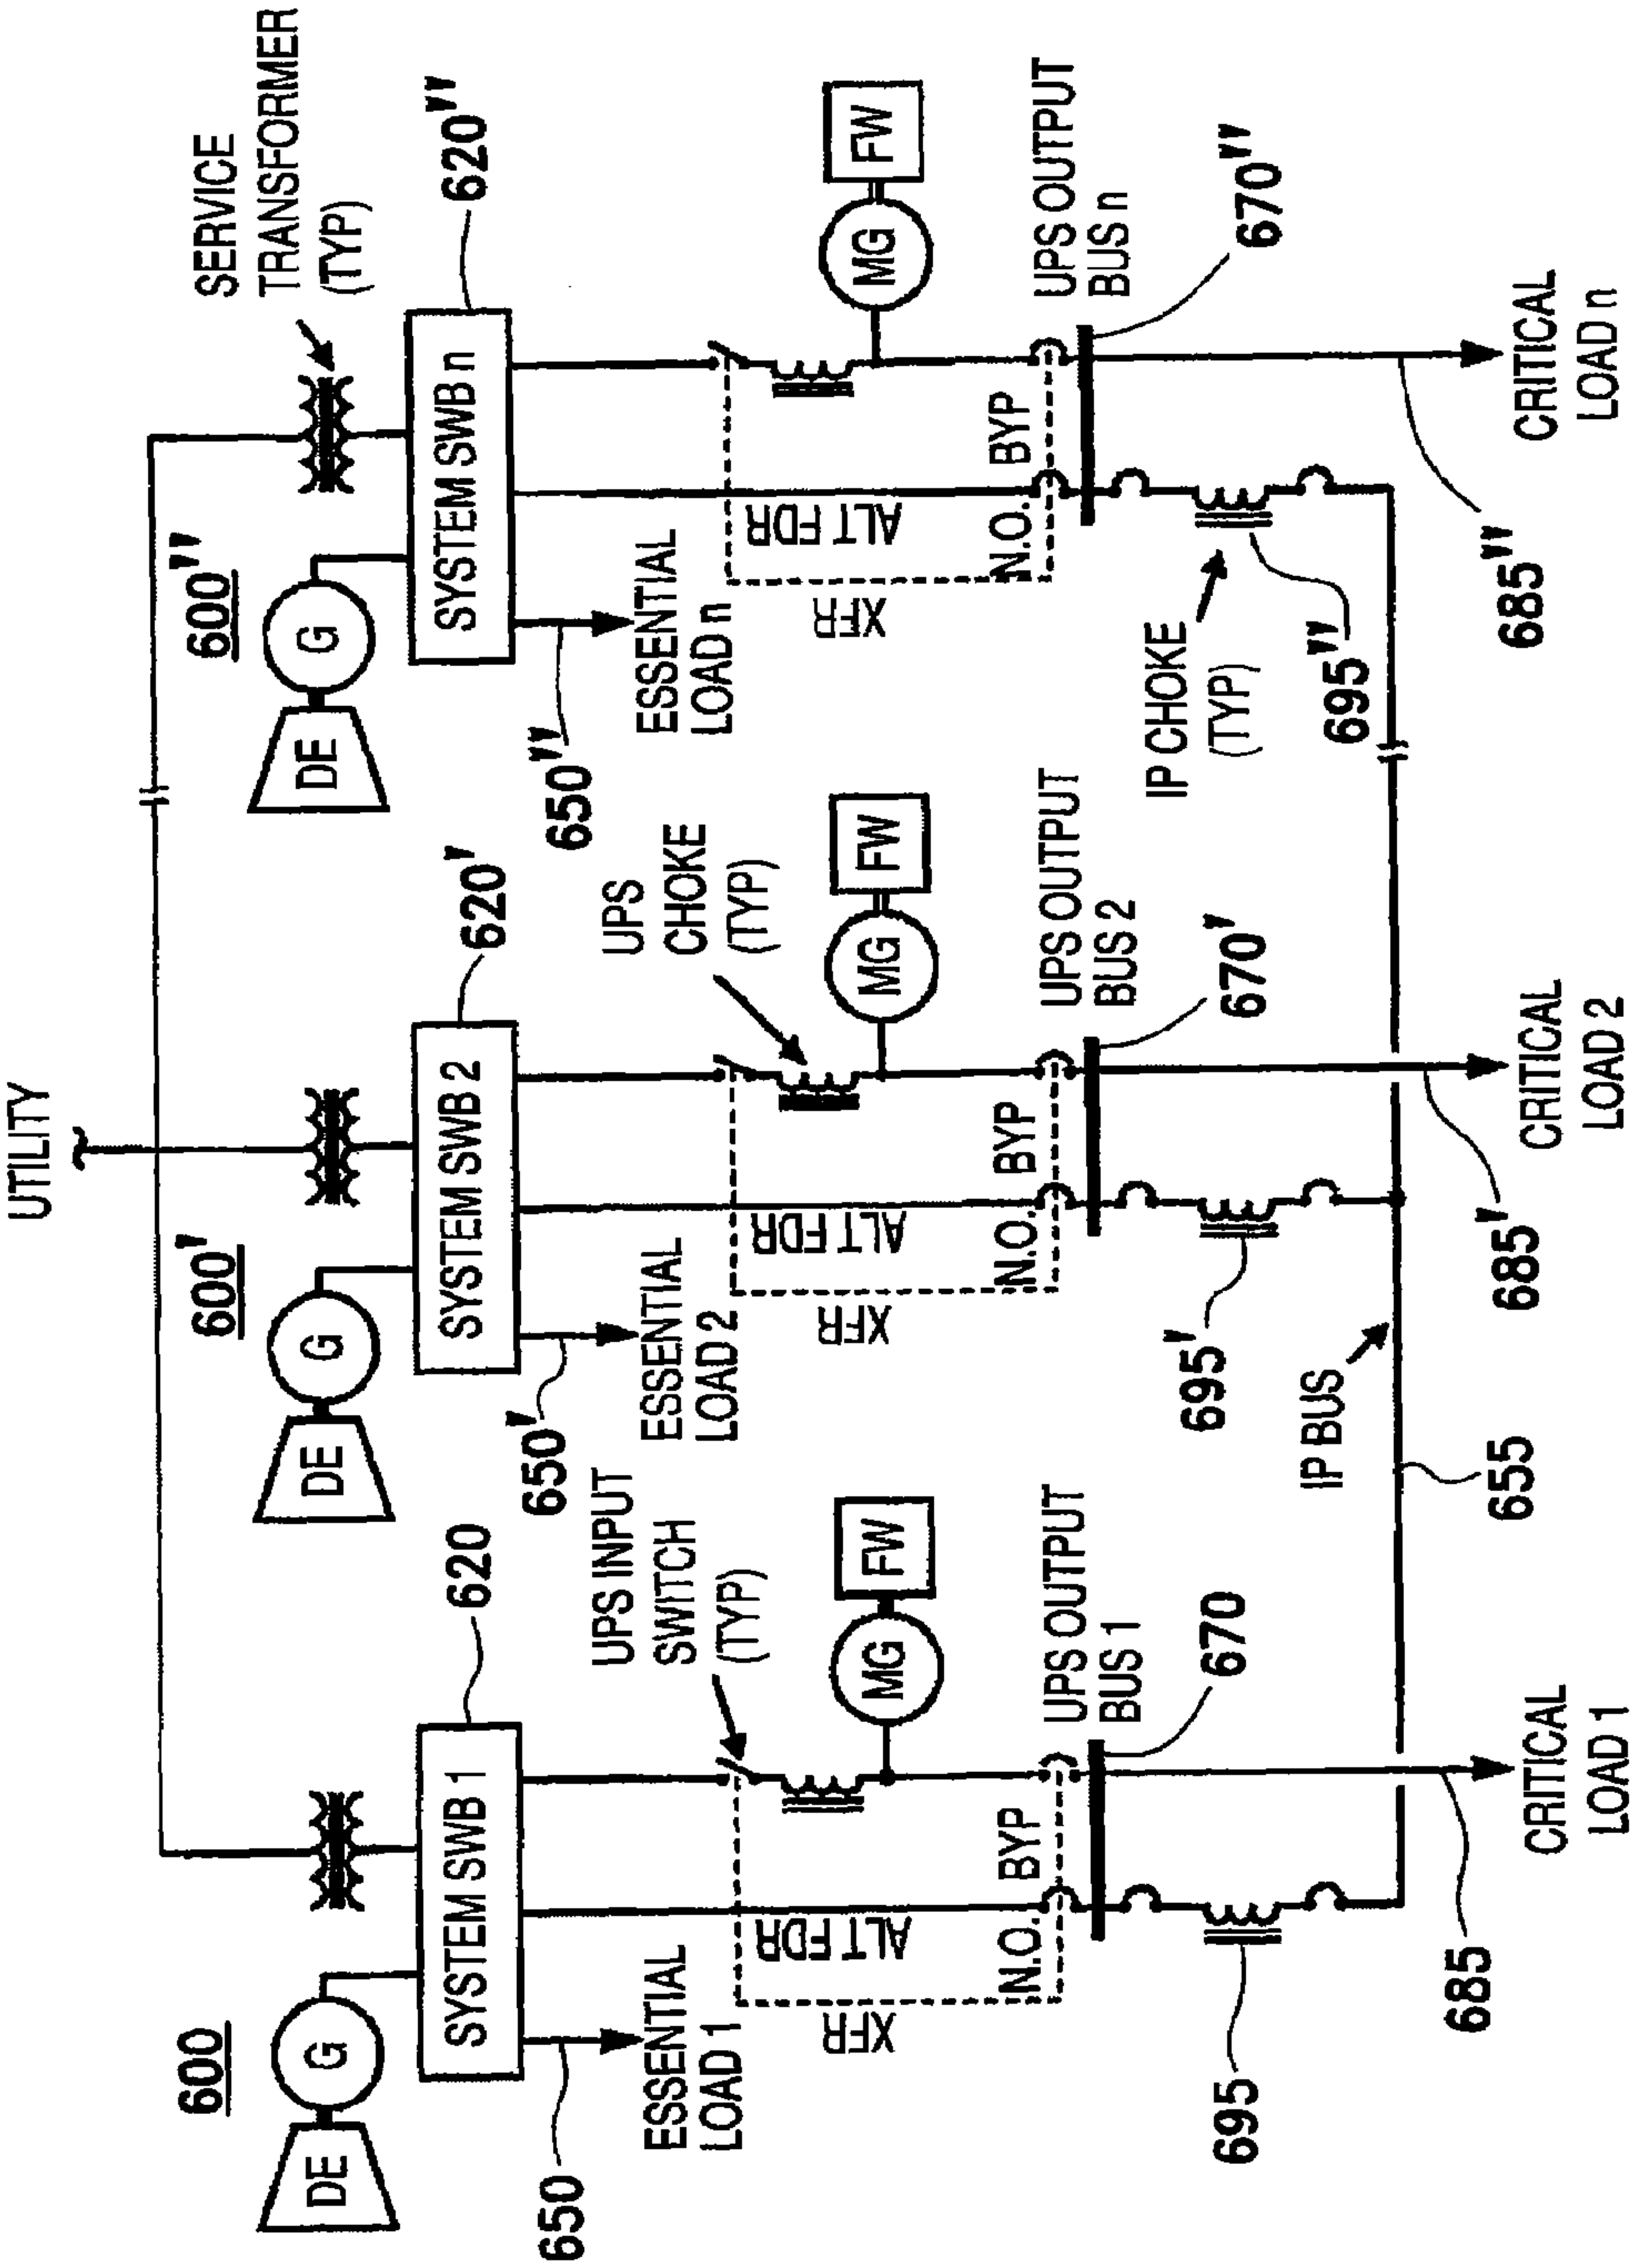 UTILITY
SERVICE
TRANSFORMER
(TYP)
600
DE
G
SYSTEM SWB 1
620
650
ESSENTIAL
LOAD 1
UPS INPUT
SWITCH
(TYP)
XFR
ALT FDR
N.O.
BYP
MG
FW
UPS OUTPUT
BUS 1
670
695
685
CRITICAL
LOAD 1
600'
DE
G
SYSTEM SWB 2
620'
650'
ESSENTIAL
LOAD 2
UPS
CHOKE
(TYP)
XFR
ALT FDR
N.O.
BYP
MG
FW
UPS OUTPUT
BUS 2
670'
695'
IP BUS
655
685'
CRITICAL
LOAD 2
600''
DE
G
SYSTEM SWB n
620''
650''
ESSENTIAL
LOAD n
XFR
ALT FDR
N.O.
BYP
MG
FW
UPS OUTPUT
BUS n
670''
IP CHOKE
(TYP)
695''
685''
CRITICAL
LOAD n